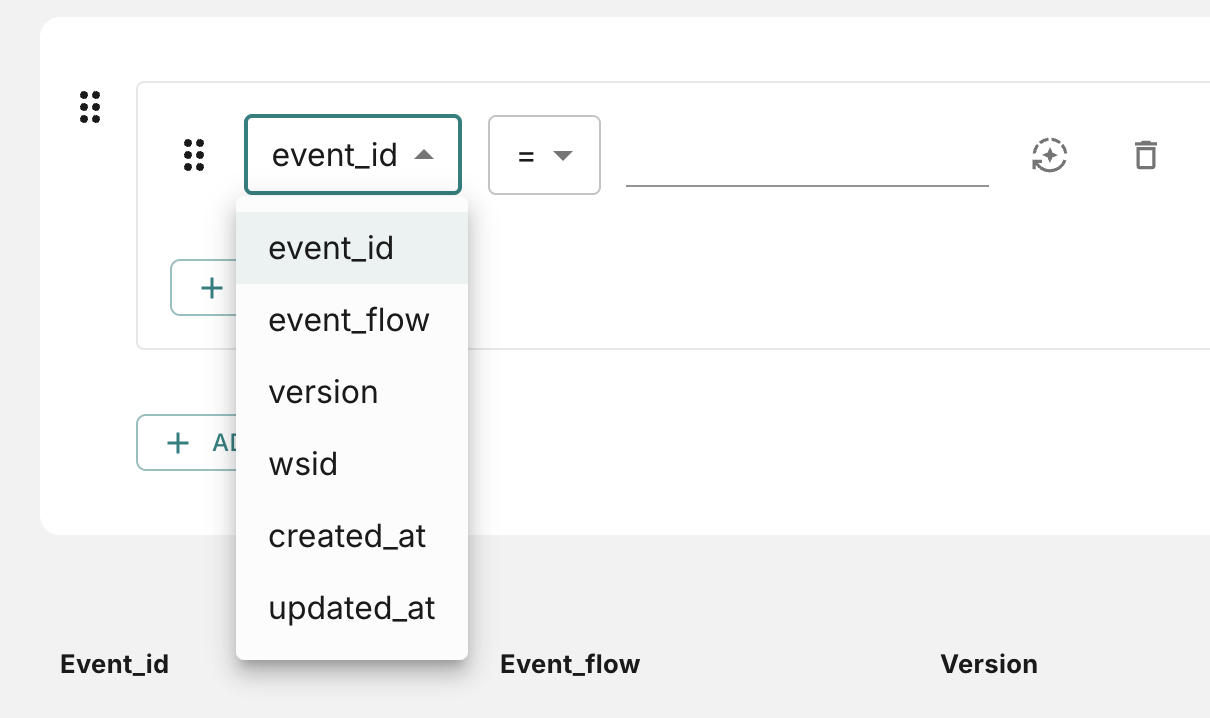 event_id
=
event_id
event_flow
version
wsid
created_at
updated_at
Event_id Event_flow Version